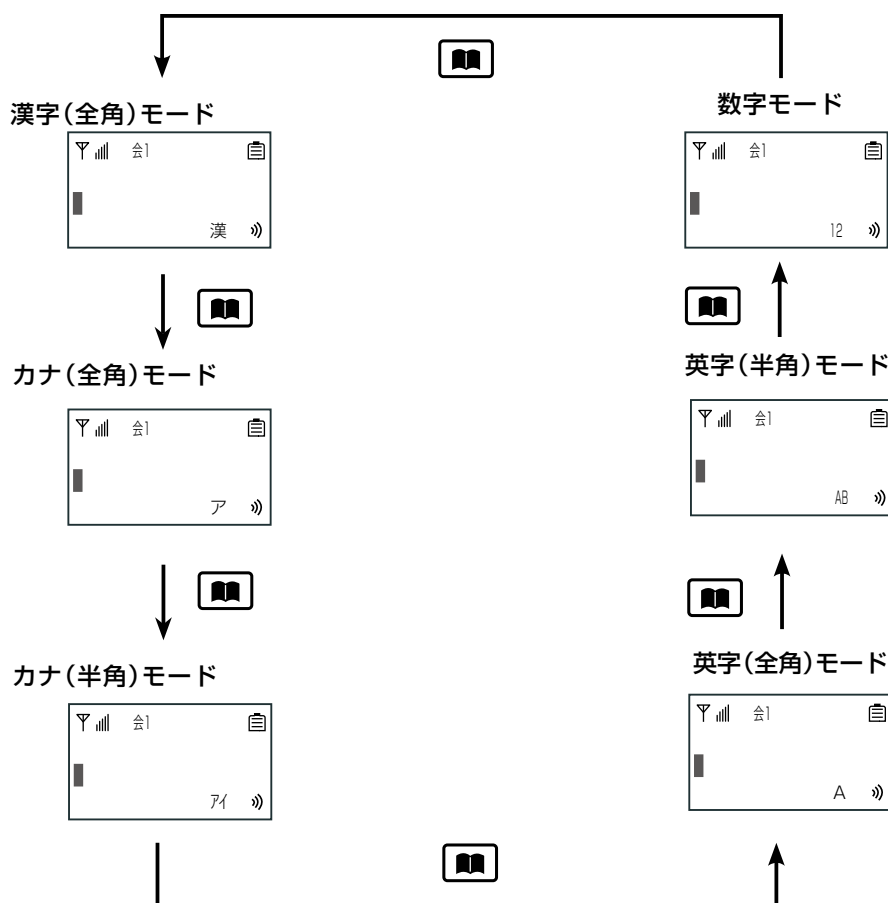 漢字（全角）モード
会1
漢
カナ（全角）モード
会1
ア
カナ（半角）モード
会1
ｱｲ
数字モード
会1
12
英字（半角）モード
会1
AB
英字（全角）モード
会1
Ａ